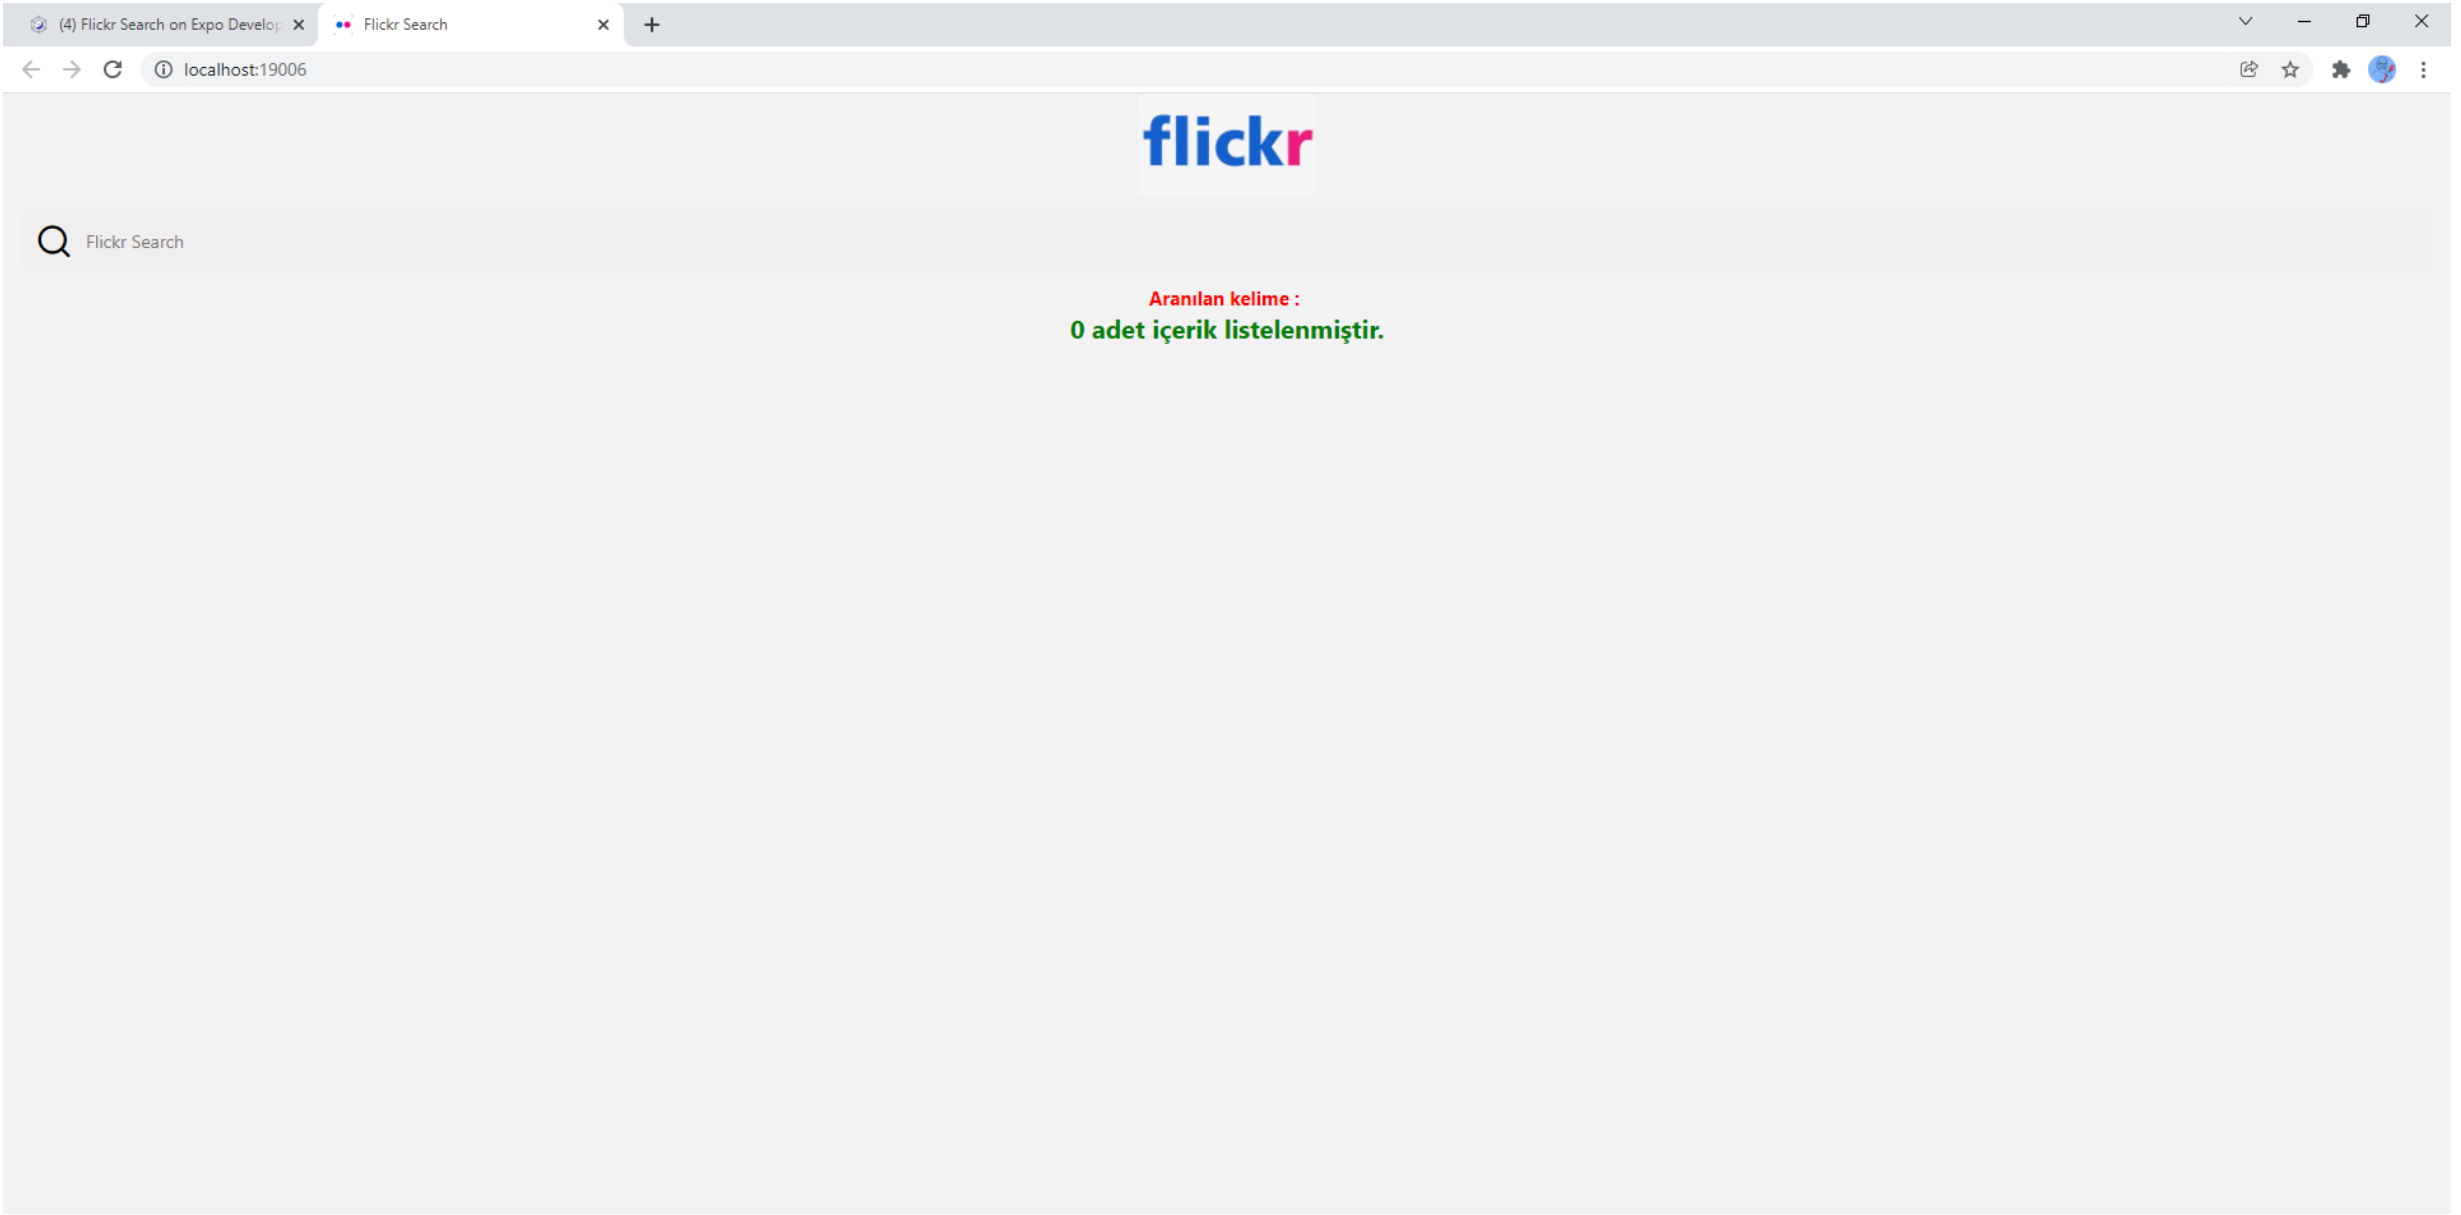 (4) Flickr Search on Expo Develop
Flickr Search
localhost:19006
flickr
Flickr Search
Aranılan kelime :
0 adet içerik listelenmiştir.